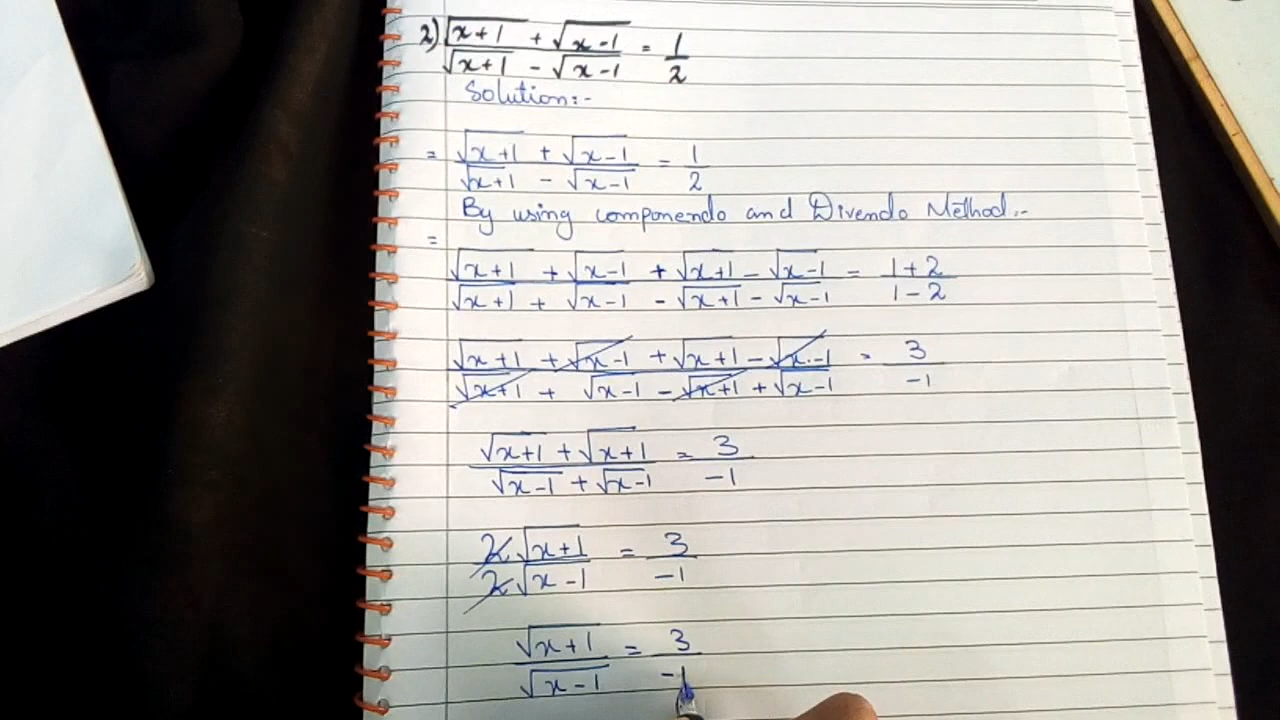 2) √x+1 + √x-1 / √x+1 - √x-1 = 1/2
Solution:-
= √x+1 + √x-1 / √x+1 - √x-1 = 1/2
By using componendo and Divendo Method:-
=
√x+1 + √x-1 + √x+1 - √x-1 / √x+1 + √x-1 - √x+1 - √x-1 = 1+2 / 1-2
√x+1 + √x-1 + √x+1 - √x-1 / √x+1 + √x-1 - √x+1 + √x-1 = 3 / -1
√x+1 + √x+1 / √x-1 + √x-1 = 3 / -1
2√x+1 / 2√x-1 = 3 / -1
√x+1 / √x-1 = 3 / -1